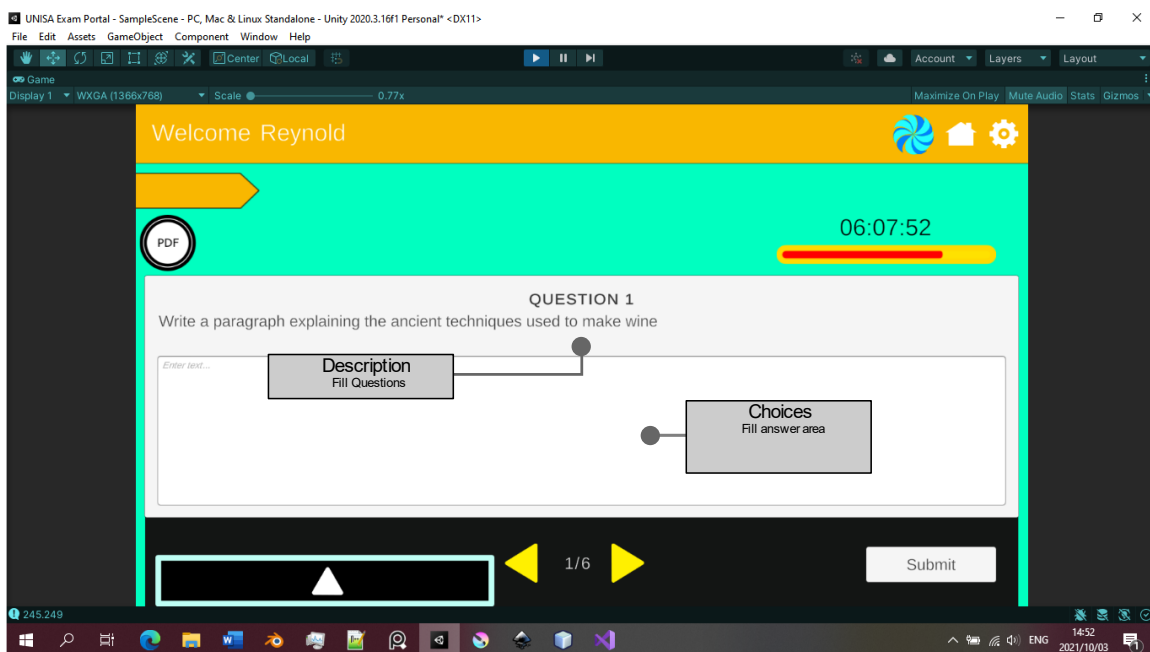 UNISA Exam Portal - SampleScene - PC, Mac & Linux Standalone - Unity 2020.3.16f1 Personal* <DX11>
File Edit Assets GameObject Component Window Help
Center Local Account Layers Layout
Game
Display 1 WXGA (1366x768) Scale 0.77x Maximize On Play Mute Audio Stats Gizmos
Welcome Reynold
PDF
06:07:52
QUESTION 1
Write a paragraph explaining the ancient techniques used to make wine
Enter text...
Description
Fill Questions
Choices
Fill answer area
1/6
Submit
245.249
ENG
14:52
2021/10/03